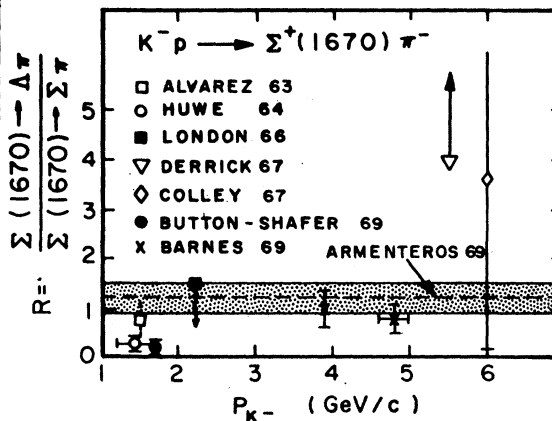 K⁻p → Σ⁺(1670) π⁻
□ ALVAREZ 63
○ HUWE 64
■ LONDON 66
▽ DERRICK 67
◇ COLLEY 67
● BUTTON-SHAFER 69
x BARNES 69
ARMENTEROS 69
R = Σ (1670) → Λπ
Σ (1670) → Σπ
5
4
3
2
1
0
1 2 3 4 5 6
P_K⁻ (GeV/c)